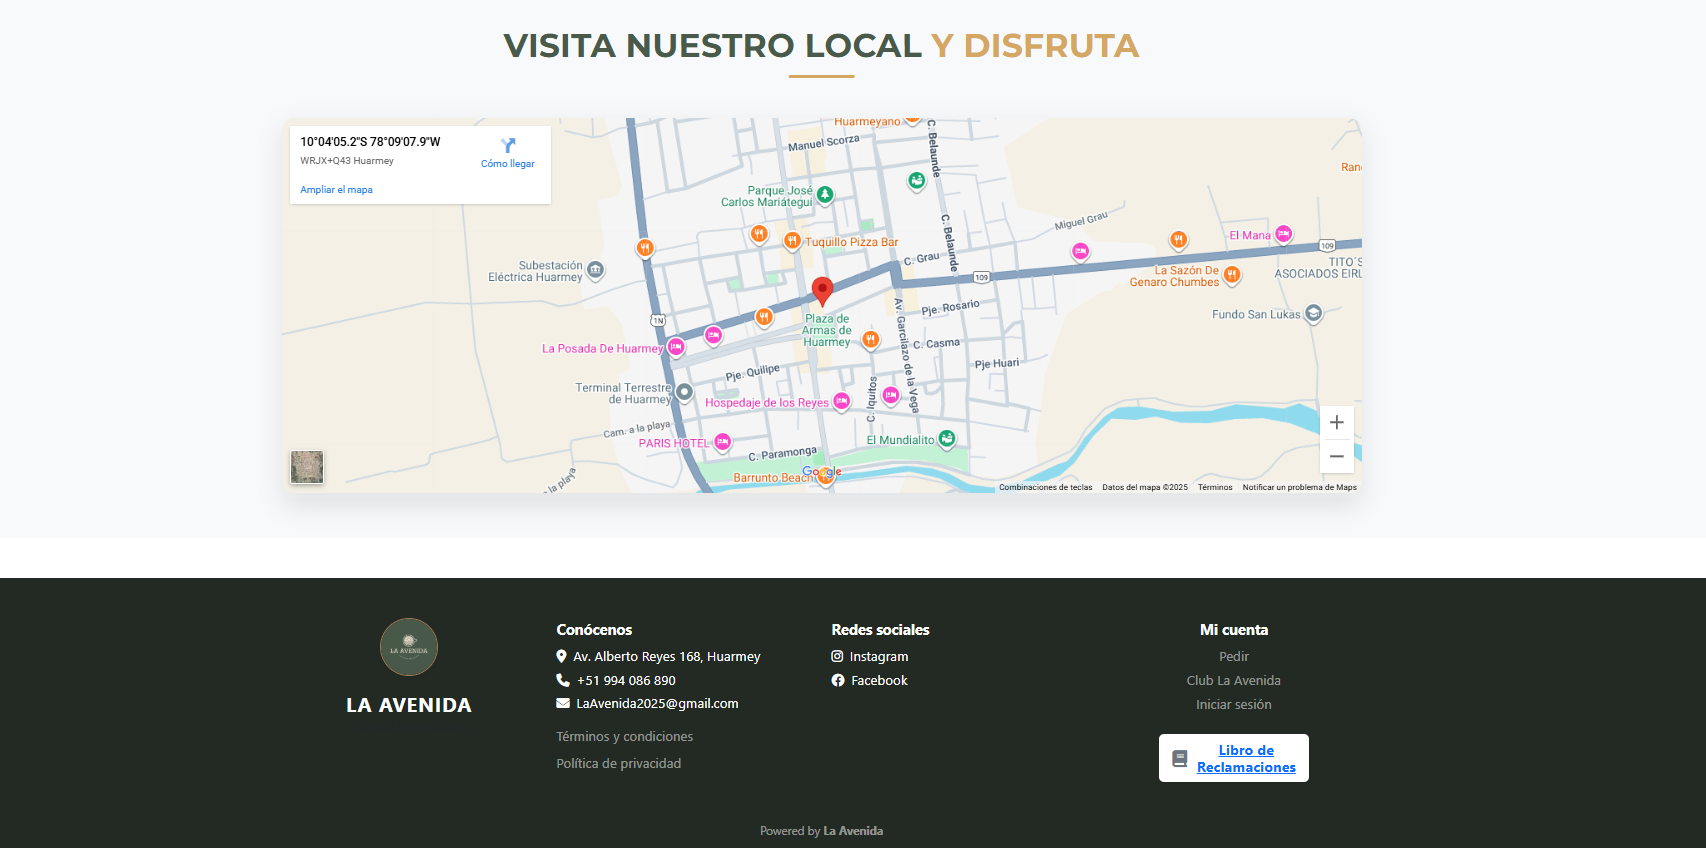 VISITA NUESTRO LOCAL Y DISFRUTA
10°04'05.2"S 78°09'07.9"W
WRJX+Q43 Huarmey
Cómo llegar
Ampliar el mapa
Huarmeyano
Manuel Scorza
C. Belaunde
Parque José
Carlos Mariátegui
Ran
Miguel Grau
El Mana
Tuquillo Pizza Bar
C. Belaunde
109
C. Grau
Subestación
Eléctrica Huarmey
109
La Sazón De
Genaro Chumbes
TITO´S
ASOCIADOS EIRL
Pje. Rosario
Av. Garcilazo de la Vega
Fundo San Lukas
1N
Plaza de
Armas de
Huarmey
La Posada De Huarmey
C. Casma
Pje Huari
Pje. Quilipe
Terminal Terrestre
de Huarmey
C. Iquitos
Hospedaje de los Reyes
Cam. a la playa
PARIS HOTEL
El Mundialito
C. Paramonga
Google
Barrunto Beach
a la playa
Combinaciones de teclas
Datos del mapa ©2025
Términos
Notificar un problema de Maps
LA AVENIDA
LA AVENIDA
Conócenos
Av. Alberto Reyes 168, Huarmey
+51 994 086 890
LaAvenida2025@gmail.com
Términos y condiciones
Política de privacidad
Redes sociales
Instagram
Facebook
Mi cuenta
Pedir
Club La Avenida
Iniciar sesión
Libro de
Reclamaciones
Powered by La Avenida